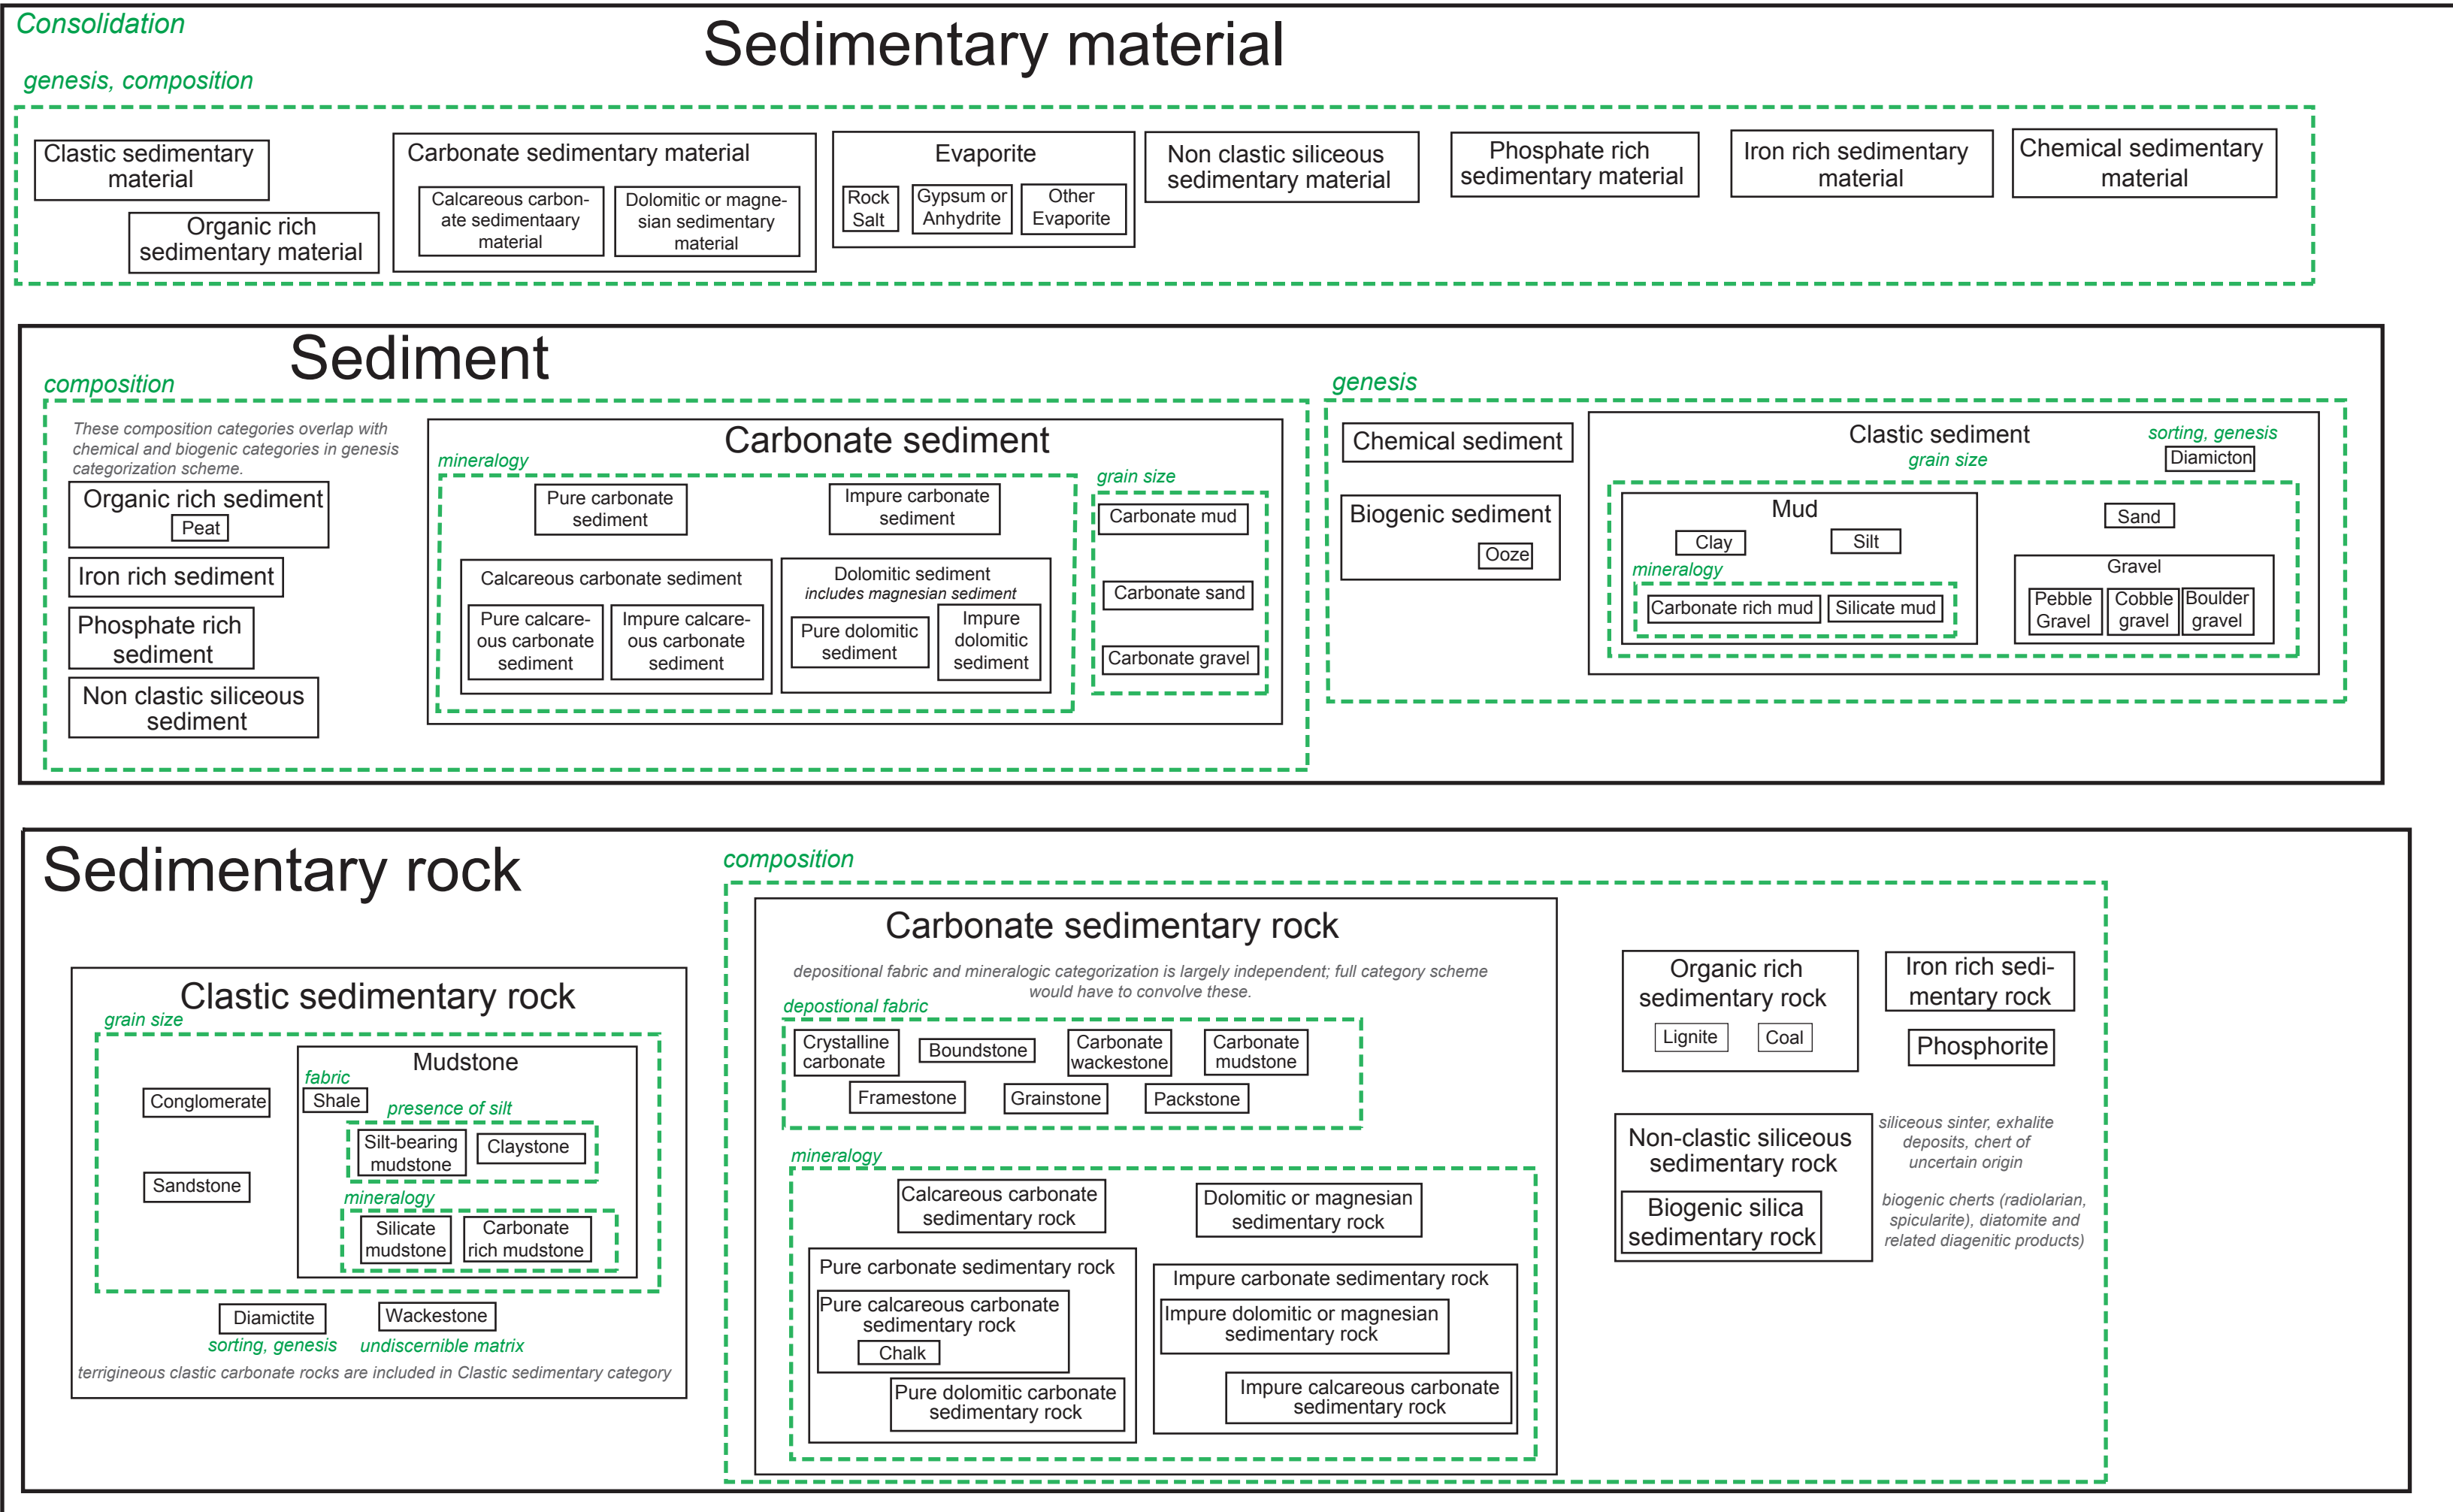 Consolidation
Sedimentary material
genesis, composition
Clastic sedimentary
material
Organic rich
sedimentary material
Carbonate sedimentary material
Calcareous carbon-
ate sedimentaary
material
Dolomitic or magne-
sian sedimentary
material
Evaporite
Rock
Salt
Gypsum or
Anhydrite
Other
Evaporite
Non clastic siliceous
sedimentary material
Phosphate rich
sedimentary material
Iron rich sedimentary
material
Chemical sedimentary
material
Sediment
composition
These composition categories overlap with
chemical and biogenic categories in genesis
categorization scheme.
Organic rich sediment
Peat
Iron rich sediment
Phosphate rich
sediment
Non clastic siliceous
sediment
Carbonate sediment
mineralogy
Pure carbonate
sediment
Impure carbonate
sediment
Calcareous carbonate sediment
Pure calcare-
ous carbonate
sediment
Impure calcare-
ous carbonate
sediment
Dolomitic sediment
includes magnesian sediment
Pure dolomitic
sediment
Impure
dolomitic
sediment
grain size
Carbonate mud
Carbonate sand
Carbonate gravel
genesis
Chemical sediment
Biogenic sediment
Ooze
Clastic sediment
sorting, genesis
Diamicton
grain size
Mud
Clay
Silt
mineralogy
Carbonate rich mud
Silicate mud
Sand
Gravel
Pebble
Gravel
Cobble
gravel
Boulder
gravel
Sedimentary rock
Clastic sedimentary rock
grain size
Conglomerate
Sandstone
Mudstone
fabric
Shale
presence of silt
Silt-bearing
mudstone
Claystone
mineralogy
Silicate
mudstone
Carbonate
rich mudstone
Diamictite
sorting, genesis
Wackestone
undiscernible matrix
terrigineous clastic carbonate rocks are included in Clastic sedimentary category
composition
Carbonate sedimentary rock
depositional fabric and mineralogic categorization is largely independent; full category scheme
would have to convolve these.
depostional fabric
Crystalline
carbonate
Boundstone
Carbonate
wackestone
Carbonate
mudstone
Framestone
Grainstone
Packstone
mineralogy
Calcareous carbonate
sedimentary rock
Dolomitic or magnesian
sedimentary rock
Pure carbonate sedimentary rock
Pure calcareous carbonate
sedimentary rock
Chalk
Pure dolomitic carbonate
sedimentary rock
Impure carbonate sedimentary rock
Impure dolomitic or magnesian
sedimentary rock
Impure calcareous carbonate
sedimentary rock
Organic rich
sedimentary rock
Lignite
Coal
Iron rich sedi-
mentary rock
Phosphorite
Non-clastic siliceous
sedimentary rock
Biogenic silica
sedimentary rock
siliceous sinter, exhalite
deposits, chert of
uncertain origin
biogenic cherts (radiolarian,
spicularite), diatomite and
related diagenitic products)